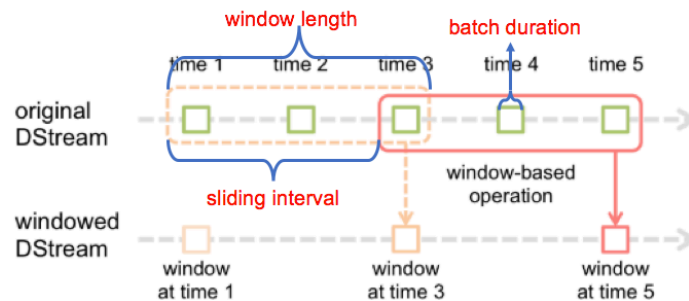 window length
batch duration
time 1 time 2 time 3 time 4 time 5
original
DStream
sliding interval
window-based
operation
windowed
DStream
window
at time 1
window
at time 3
window
at time 5